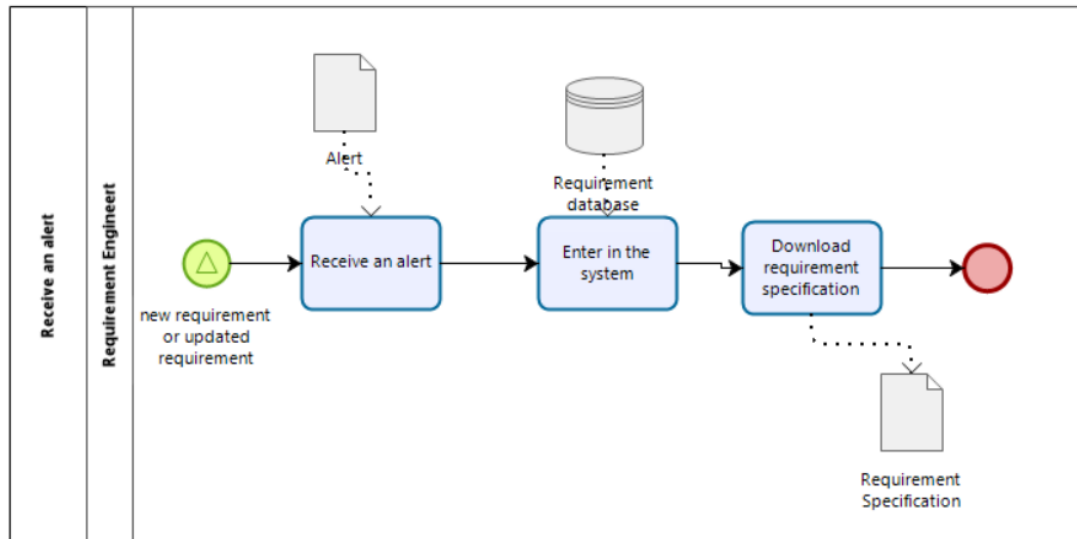 Receive an alert
Requirement Engineert
Alert
Requirement
database
Receive an alert
Enter in the
system
Download
requirement
specification
new requirement
or updated
requirement
Requirement
Specification